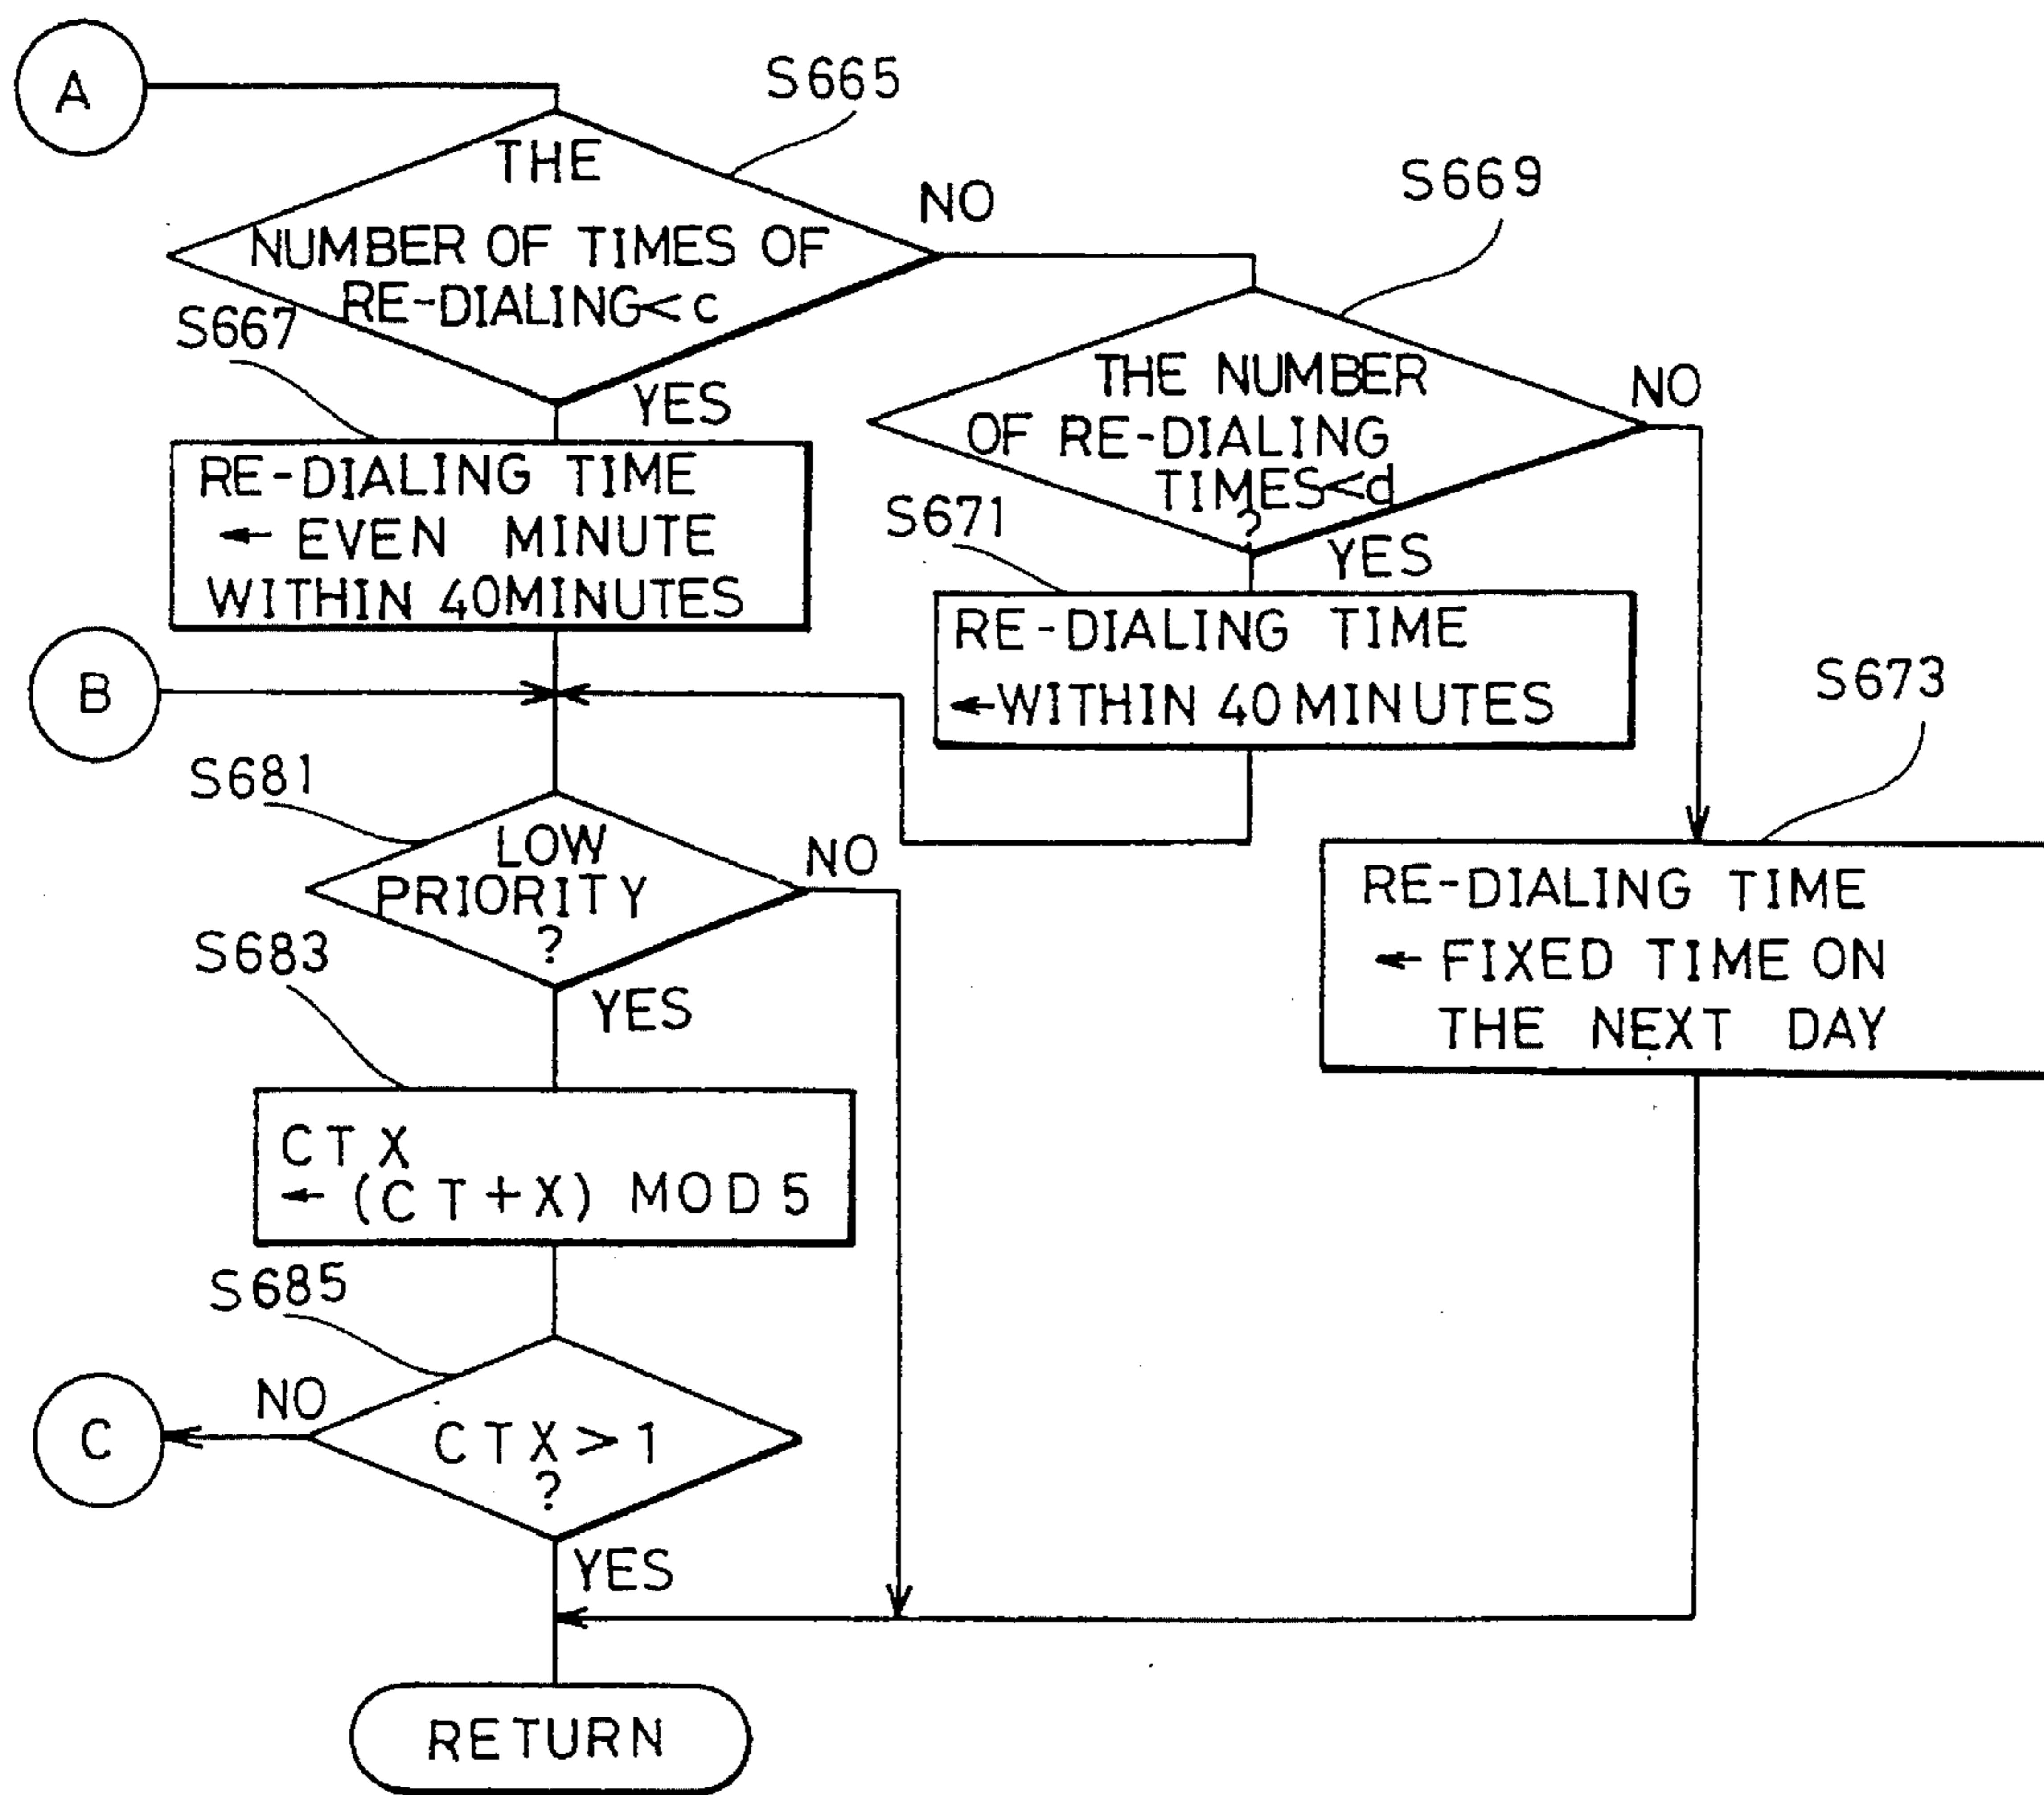 A
S665
THE
NUMBER OF TIMES OF
RE-DIALING<c
NO
YES
S667
RE-DIALING TIME
← EVEN MINUTE
WITHIN 40MINUTES
S669
THE NUMBER
OF RE-DIALING
TIMES<d
?
NO
YES
S671
RE-DIALING TIME
←WITHIN 40 MINUTES
S673
RE-DIALING TIME
← FIXED TIME ON
THE NEXT DAY
B
S681
LOW
PRIORITY
?
NO
YES
S683
CTX
← (CT+X) MOD 5
S685
CTX>1
?
NO
C
YES
RETURN